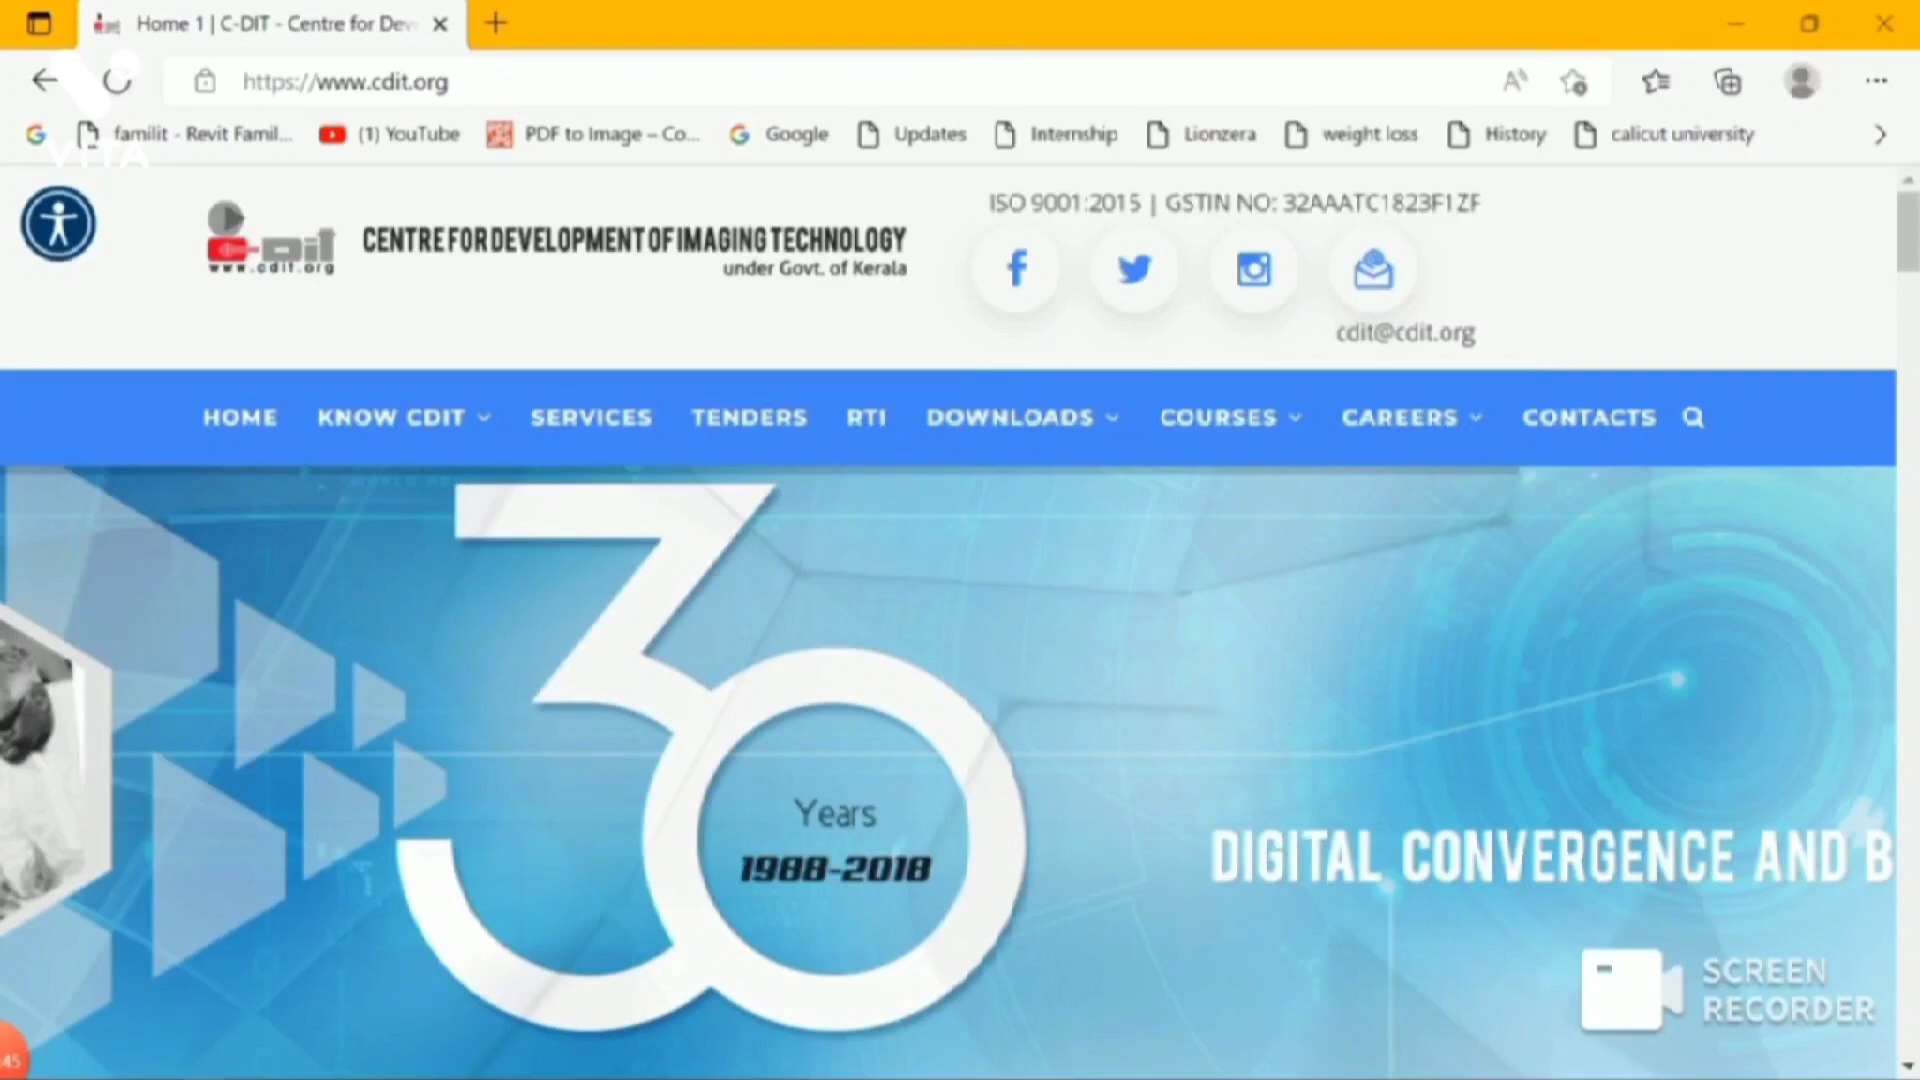 Home 1 | C-DIT - Centre for Dev
https://www.cdit.org
VITA
familit - Revit Famil... (1) YouTube PDF to Image – Co... Google Updates Internship Lionzera weight loss History calicut university
ISO 9001:2015 | GSTIN NO: 32AAATC1823F1ZF
CENTRE FOR DEVELOPMENT OF IMAGING TECHNOLOGY
under Govt. of Kerala
www.cdit.org
cdit@cdit.org
HOME KNOW CDIT SERVICES TENDERS RTI DOWNLOADS COURSES CAREERS CONTACTS
30
Years
1988-2018
DIGITAL CONVERGENCE AND B
SCREEN
RECORDER
:45